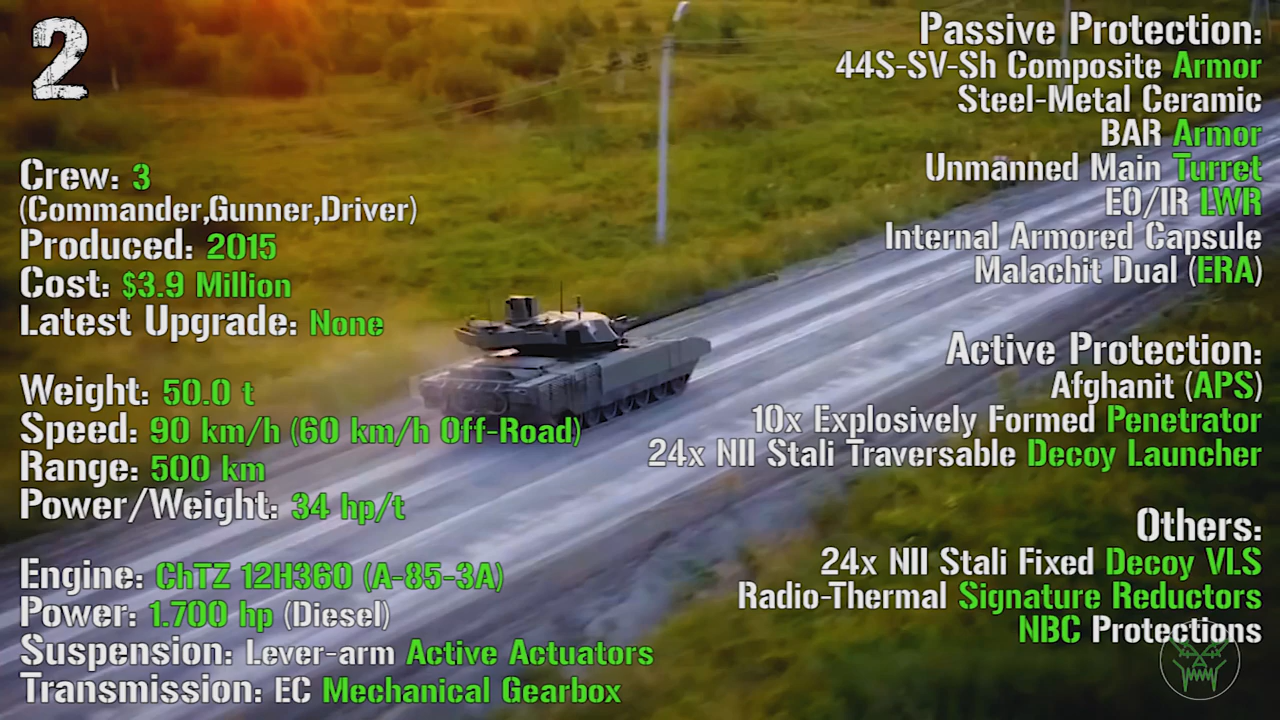 2
Crew: 3
(Commander,Gunner,Driver)
Produced: 2015
Cost: $3.9 Million
Latest Upgrade: None
Weight: 50.0 t
Speed: 90 km/h (60 km/h Off-Road)
Range: 500 km
Power/Weight: 34 hp/t
Engine: ChTZ 12H360 (A-85-3A)
Power: 1.700 hp (Diesel)
Suspension: Lever-arm Active Actuators
Transmission: EC Mechanical Gearbox
Passive Protection:
44S-SV-Sh Composite Armor
Steel-Metal Ceramic
BAR Armor
Unmanned Main Turret
EO/IR LWR
Internal Armored Capsule
Malachit Dual (ERA)
Active Protection:
Afghanit (APS)
10x Explosively Formed Penetrator
24x NII Stali Traversable Decoy Launcher
Others:
24x NII Stali Fixed Decoy VLS
Radio-Thermal Signature Reductors
NBC Protections